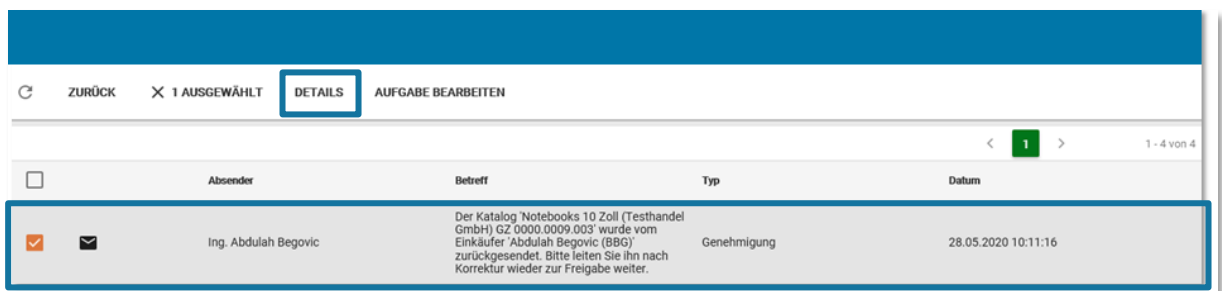 ZURÜCK 1 AUSGEWÄHLT DETAILS AUFGABE BEARBEITEN
1 1 - 4 von 4
Absender Betreff Typ Datum
Der Katalog 'Notebooks 10 Zoll (Testhandel
GmbH) GZ 0000.0009.003' wurde vom
Ing. Abdulah Begovic Einkäufer 'Abdulah Begovic (BBG)' Genehmigung 28.05.2020 10:11:16
zurückgesendet. Bitte leiten Sie ihn nach
Korrektur wieder zur Freigabe weiter.